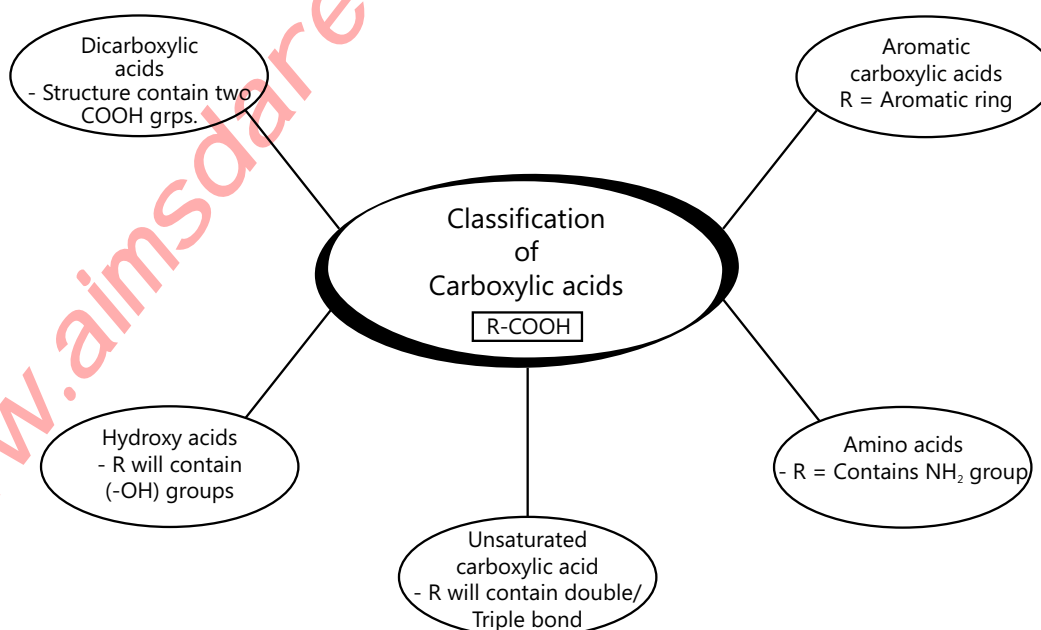 Dicarboxylic
acids
- Structure contain two
COOH grps.
Aromatic
carboxylic acids
R = Aromatic ring
Classification
of
Carboxylic acids
R-COOH
Hydroxy acids
- R will contain
(-OH) groups
Amino acids
- R = Contains NH₂ group
Unsaturated
carboxylic acid
- R will contain double/
Triple bond
w.aimsdare